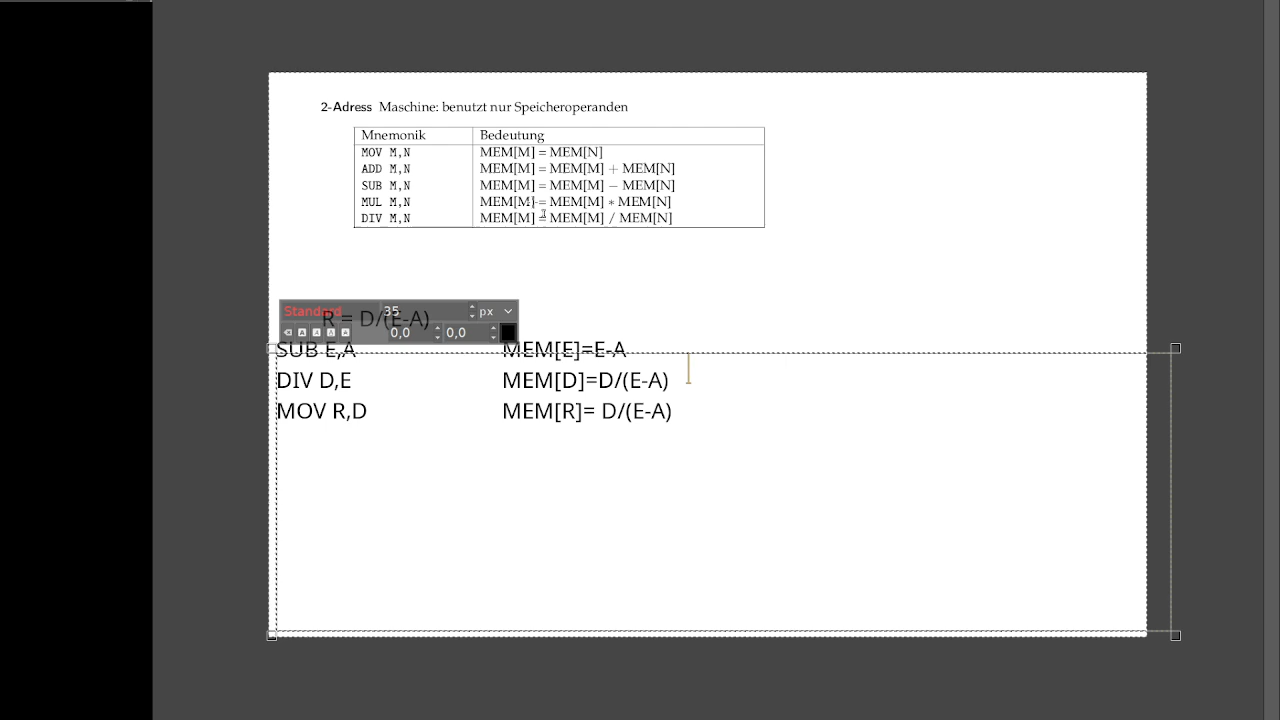 2-Adress Maschine: benutzt nur Speicheroperanden
Mnemonik Bedeutung
MOV M,N MEM[M] = MEM[N]
ADD M,N MEM[M] = MEM[M] + MEM[N]
SUB M,N MEM[M] = MEM[M] − MEM[N]
MUL M,N MEM[M] = MEM[M] ∗ MEM[N]
DIV M,N MEM[M] = MEM[M] / MEM[N]
Standard 35 px
R = D/(E-A)
0,0 0,0
SUB E,A MEM[E]=E-A
DIV D,E MEM[D]=D/(E-A)
MOV R,D MEM[R]= D/(E-A)